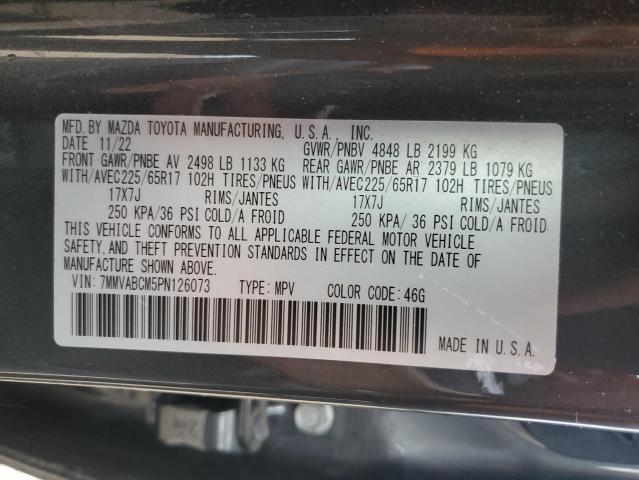 MFD.BY MAZDA TOYOTA MANUFACTURING, U.S.A., INC.
DATE 11/22 GVWR/PNBV 4848 LB 2199 KG
FRONT GAWR/PNBE AV 2498 LB 1133 KG REAR GAWR/PNBE AR 2379 LB 1079 KG
WITH/AVEC225/65R17 102H TIRES/PNEUS WITH/AVEC225/65R17 102H TIRES/PNEUS
17X7J RIMS/JANTES 17X7J RIMS/JANTES
250 KPA/36 PSI COLD/A FROID 250 KPA/ 36 PSI COLD/A FROID
THIS VEHICLE CONFORMS TO ALL APPLICABLE FEDERAL MOTOR VEHICLE
SAFETY, AND THEFT PREVENTION STANDARDS IN EFFECT ON THE DATE OF
MANUFACTURE SHOWN ABOVE.
VIN: 7MMVABCM5PN126073 TYPE: MPV COLOR CODE: 46G
MADE IN U.S.A.